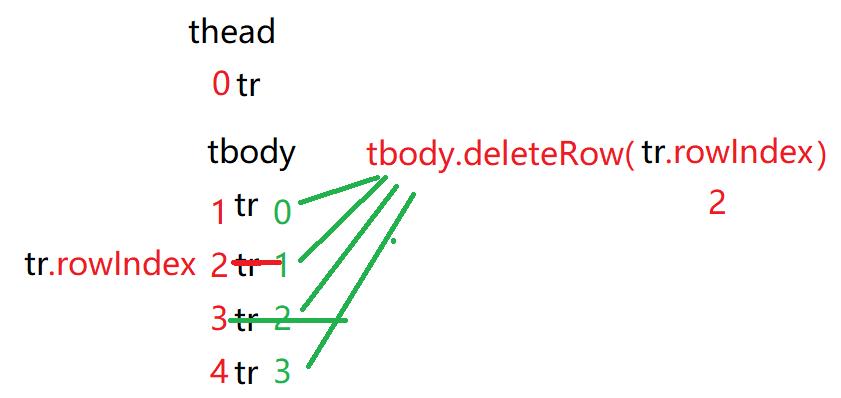 thead
0 tr
tbody tbody.deleteRow( tr.rowIndex)
1 tr 0 2
tr.rowIndex 2 tr 1
3 tr 2
4 tr 3